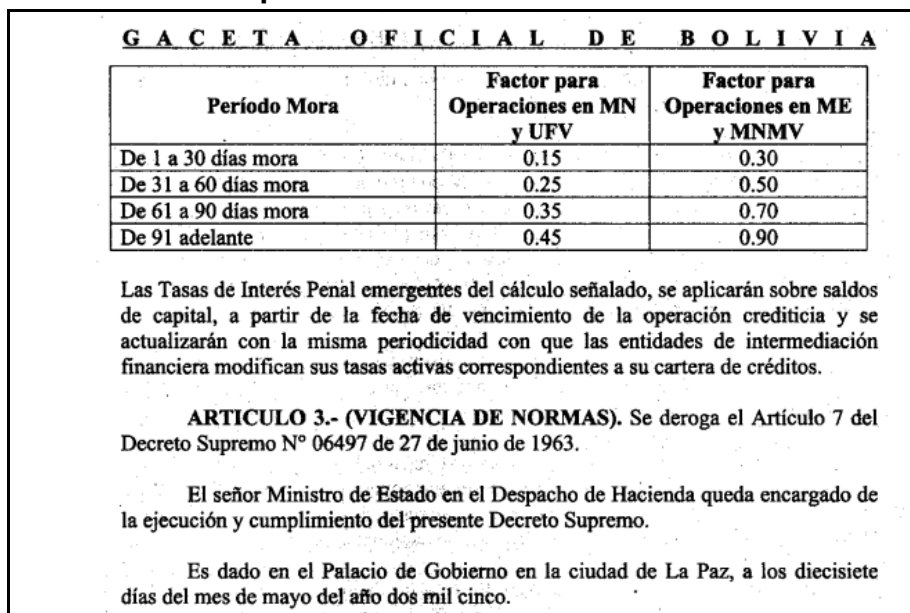 GACETA OFICIAL DE BOLIVIA
Período Mora | Factor para Operaciones en MN y UFV | Factor para Operaciones en ME y MNMV
De 1 a 30 días mora | 0.15 | 0.30
De 31 a 60 días mora | 0.25 | 0.50
De 61 a 90 días mora | 0.35 | 0.70
De 91 adelante | 0.45 | 0.90
Las Tasas de Interés Penal emergentes del cálculo señalado, se aplicarán sobre saldos
de capital, a partir de la fecha de vencimiento de la operación crediticia y se
actualizarán con la misma periodicidad con que las entidades de intermediación
financiera modifican sus tasas activas correspondientes a su cartera de créditos.
ARTICULO 3.- (VIGENCIA DE NORMAS). Se deroga el Artículo 7 del
Decreto Supremo N° 06497 de 27 de junio de 1963.
El señor Ministro de Estado en el Despacho de Hacienda queda encargado de
la ejecución y cumplimiento del presente Decreto Supremo.
Es dado en el Palacio de Gobierno en la ciudad de La Paz, a los diecisiete
días del mes de mayo del año dos mil cinco.